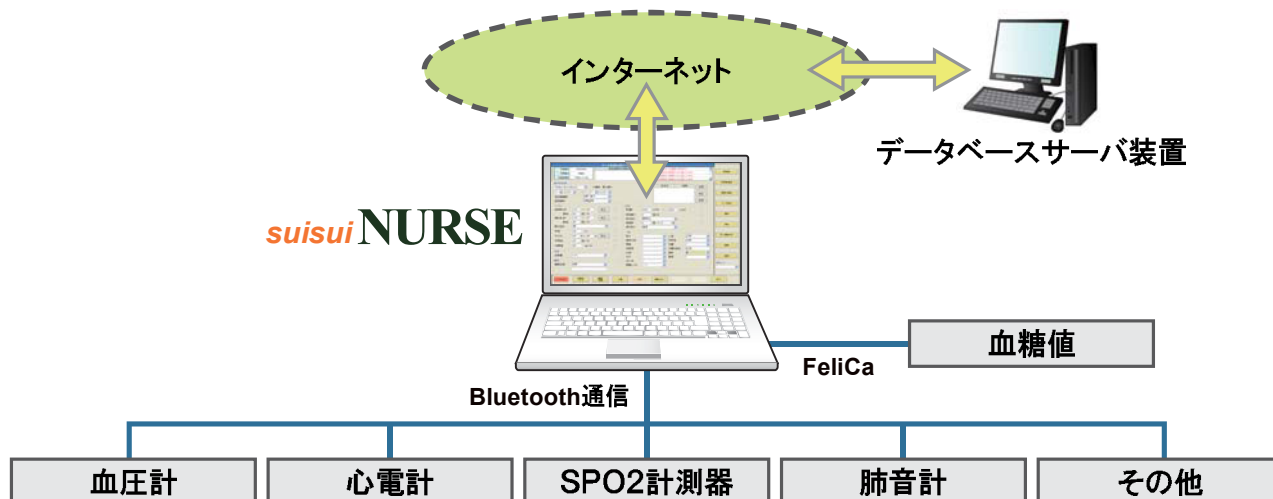 インターネット
データベースサーバ装置
suisui NURSE
血糖値
FeliCa
Bluetooth通信
血圧計
心電計
SPO2計測器
肺音計
その他